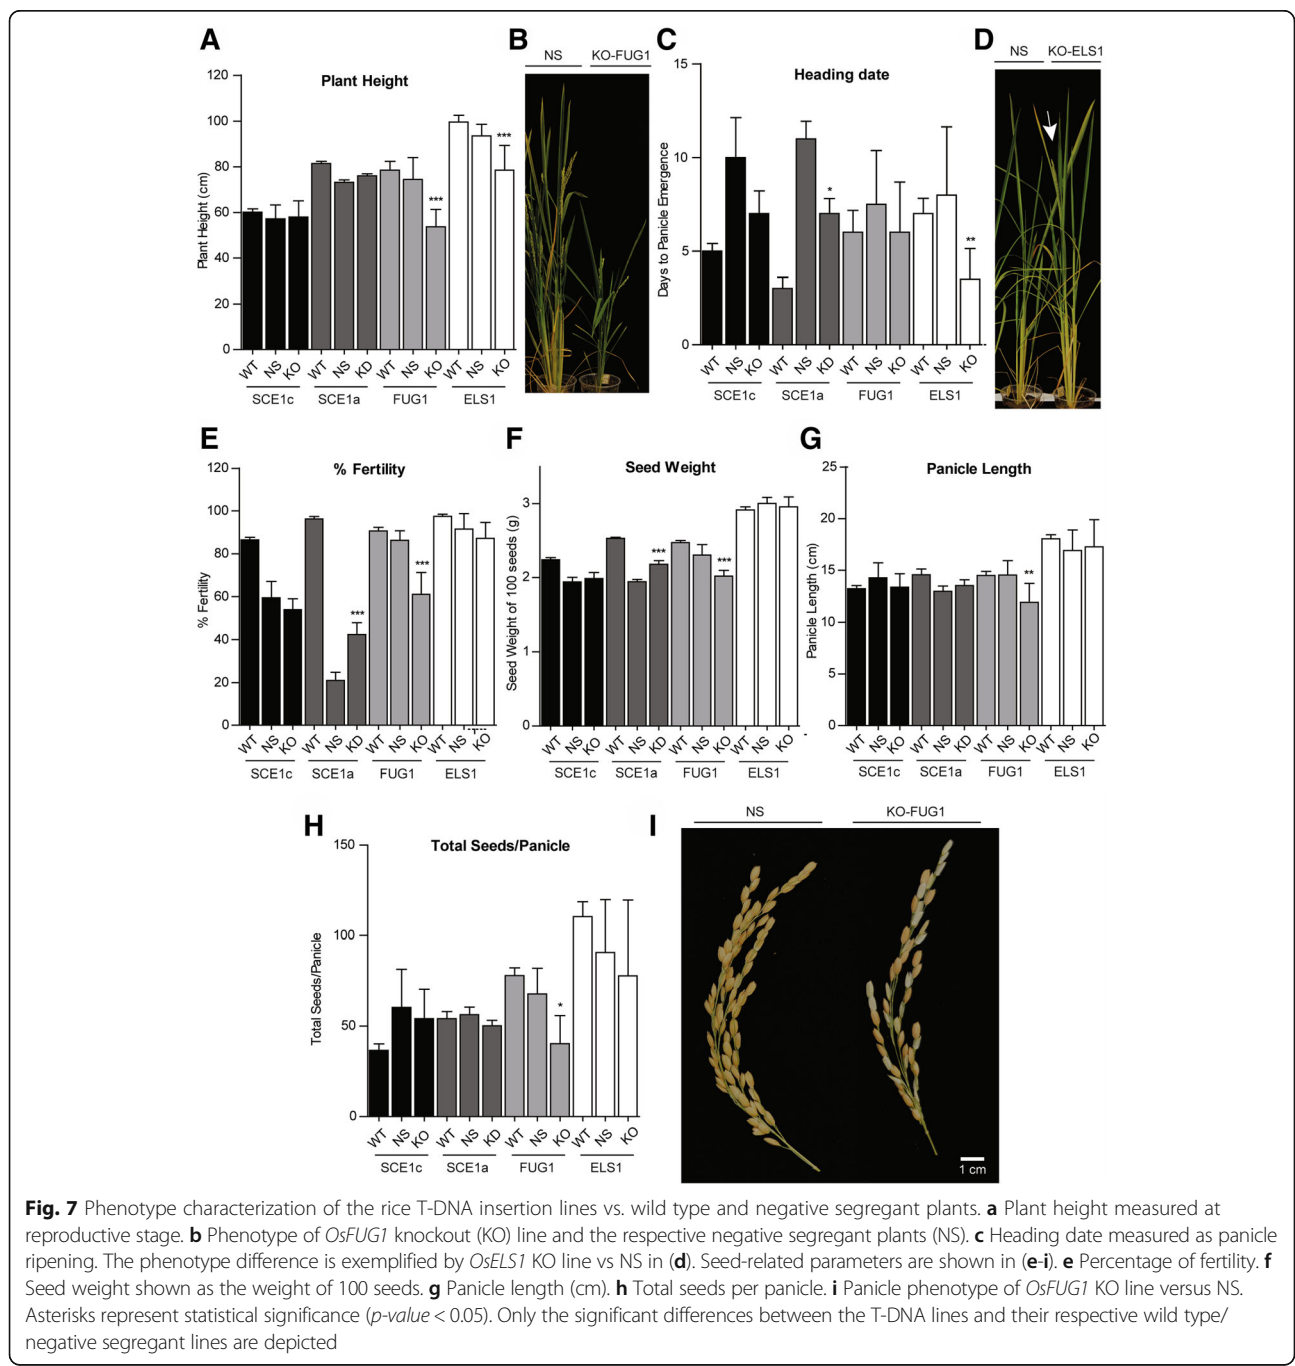 A
Plant Height
Plant Height (cm)
120
100
80
60
40
20
0
WT NS KO WT NS KD WT NS KO WT NS KO
SCE1c SCE1a FUG1 ELS1
B
NS KO-FUG1
C
Heading date
Days to Panicle Emergence
15
10
5
0
* **
WT NS KO WT NS KD WT NS KO WT NS KO
SCE1c SCE1a FUG1 ELS1
D
NS KO-ELS1
*** ***
E
% Fertility
% Fertility
120
100
80
60
40
20
0
*** ***
WT NS KO WT NS KD WT NS KO WT NS KO
SCE1c SCE1a FUG1 ELS1
F
Seed Weight
Seed Weight of 100 seeds (g)
3
2
1
0
*** ***
WT NS KO WT NS KD WT NS KO WT NS KO
SCE1c SCE1a FUG1 ELS1
G
Panicle Length
Panicle Length (cm)
25
20
15
10
5
0
**
WT NS KO WT NS KD WT NS KO WT NS KO
SCE1c SCE1a FUG1 ELS1
H
Total Seeds/Panicle
Total Seeds/Panicle
150
100
50
0
*
WT NS KO WT NS KD WT NS KO WT NS KO
SCE1c SCE1a FUG1 ELS1
I
NS KO-FUG1
1 cm
Fig. 7 Phenotype characterization of the rice T-DNA insertion lines vs. wild type and negative segregant plants. a Plant height measured at
reproductive stage. b Phenotype of OsFUG1 knockout (KO) line and the respective negative segregant plants (NS). c Heading date measured as panicle
ripening. The phenotype difference is exemplified by OsELS1 KO line vs NS in (d). Seed-related parameters are shown in (e-i). e Percentage of fertility. f
Seed weight shown as the weight of 100 seeds. g Panicle length (cm). h Total seeds per panicle. i Panicle phenotype of OsFUG1 KO line versus NS.
Asterisks represent statistical significance (p-value < 0.05). Only the significant differences between the T-DNA lines and their respective wild type/
negative segregant lines are depicted